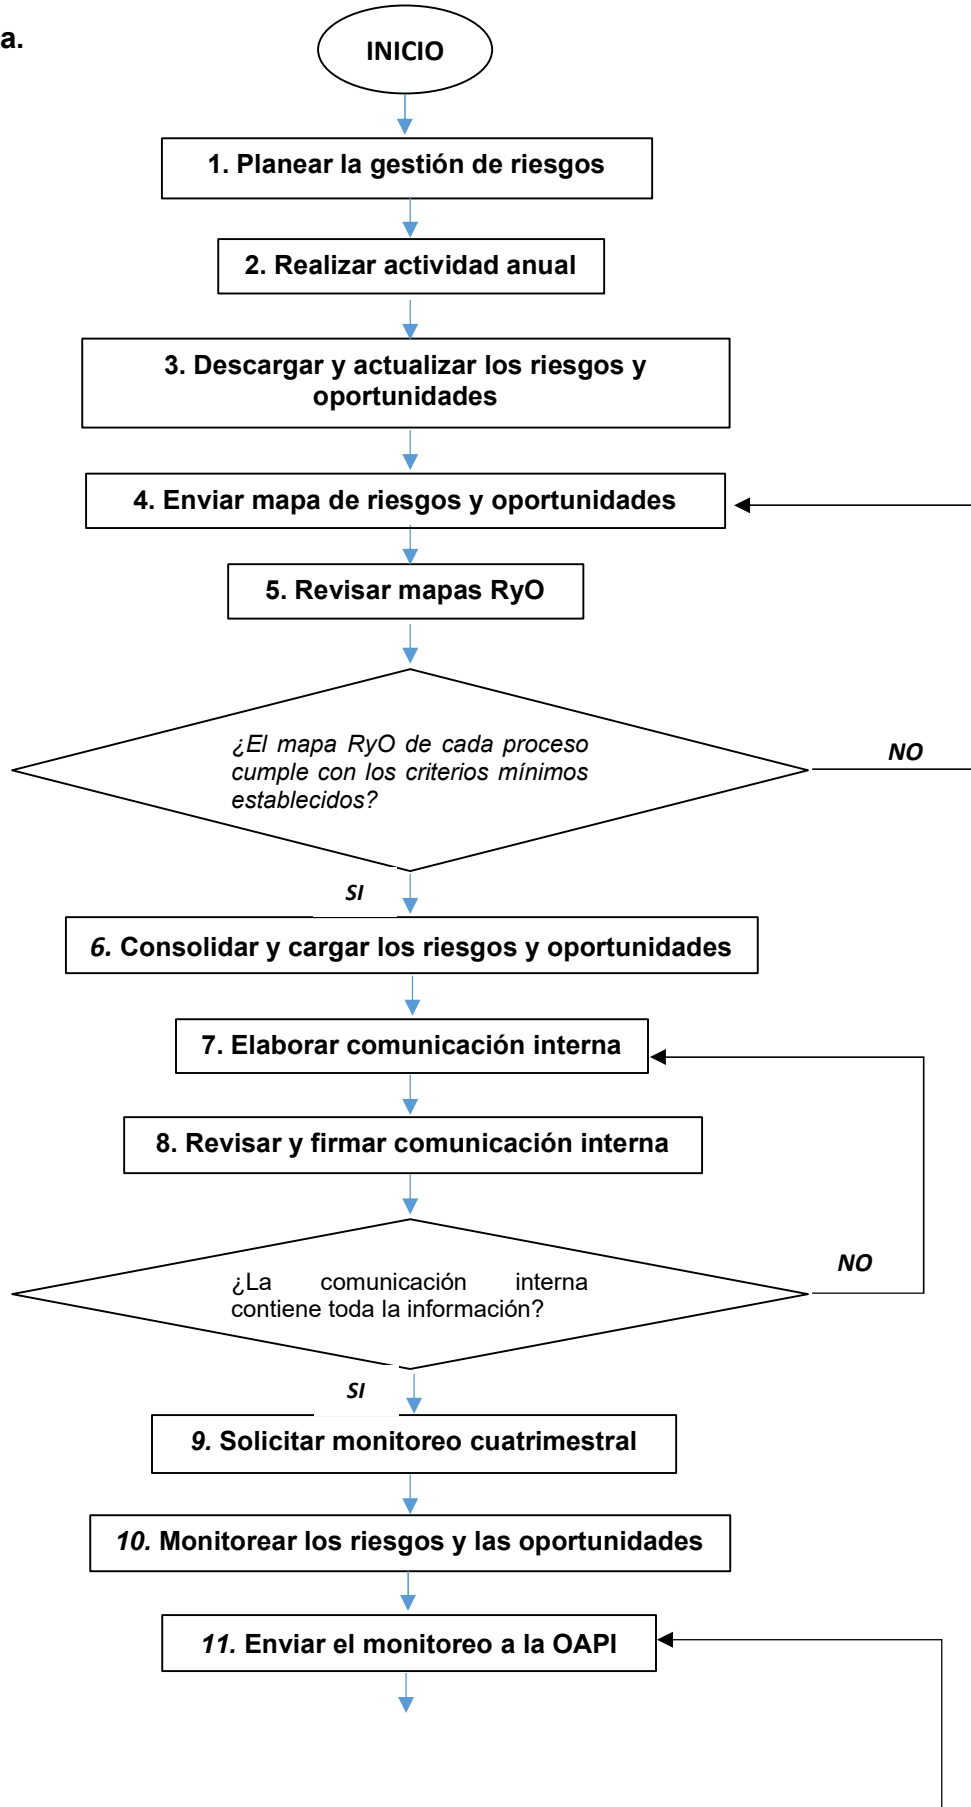 a.
INICIO
1. Planear la gestión de riesgos
2. Realizar actividad anual
3. Descargar y actualizar los riesgos y
oportunidades
4. Enviar mapa de riesgos y oportunidades
5. Revisar mapas RyO
¿El mapa RyO de cada proceso
cumple con los criterios mínimos
establecidos?
NO
SI
6. Consolidar y cargar los riesgos y oportunidades
7. Elaborar comunicación interna
8. Revisar y firmar comunicación interna
¿La comunicación interna
contiene toda la información?
NO
SI
9. Solicitar monitoreo cuatrimestral
10. Monitorear los riesgos y las oportunidades
11. Enviar el monitoreo a la OAPI